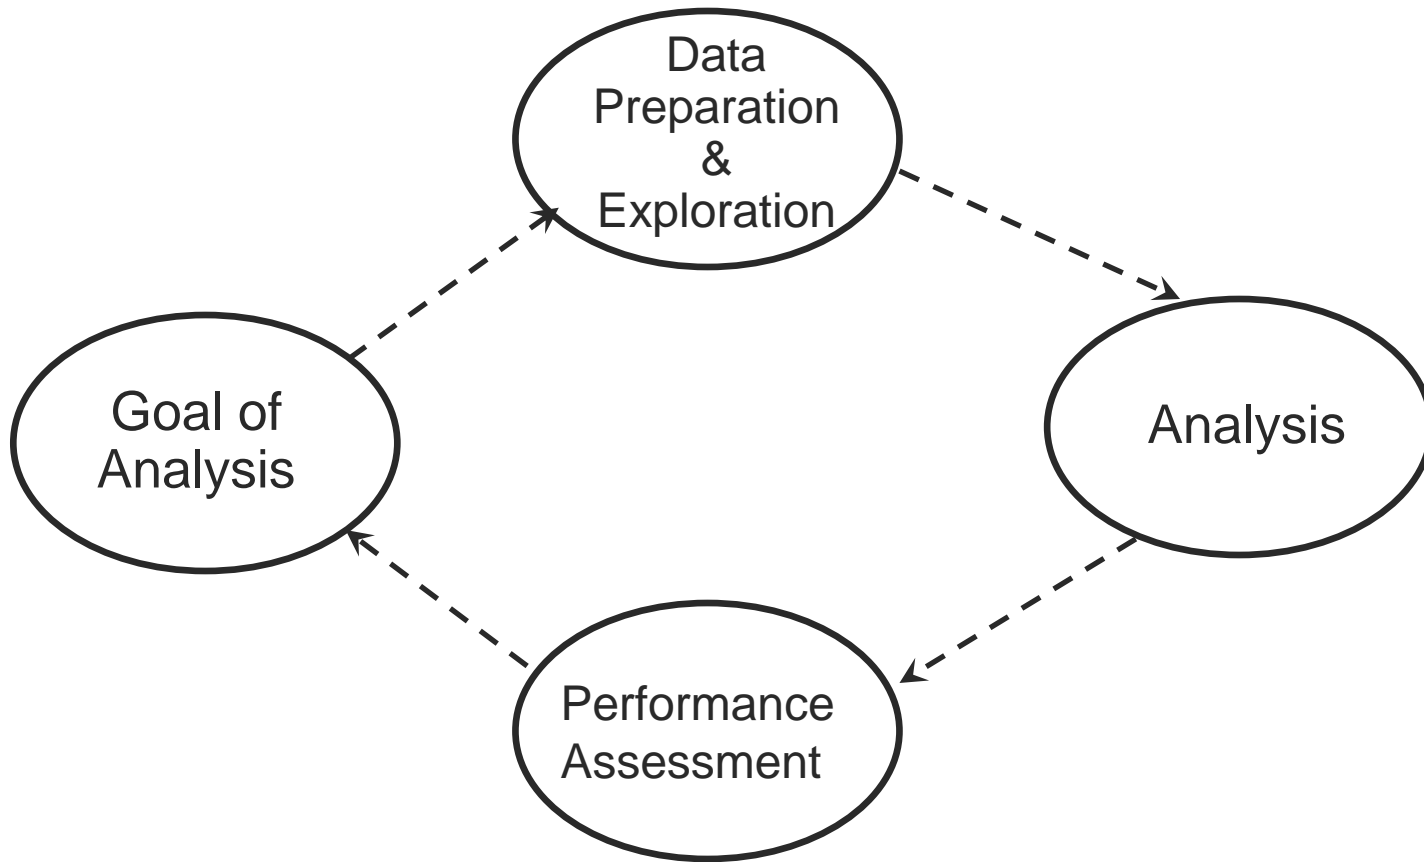 Data
Preparation
&
Exploration
Goal of
Analysis
Analysis
Performance
Assessment